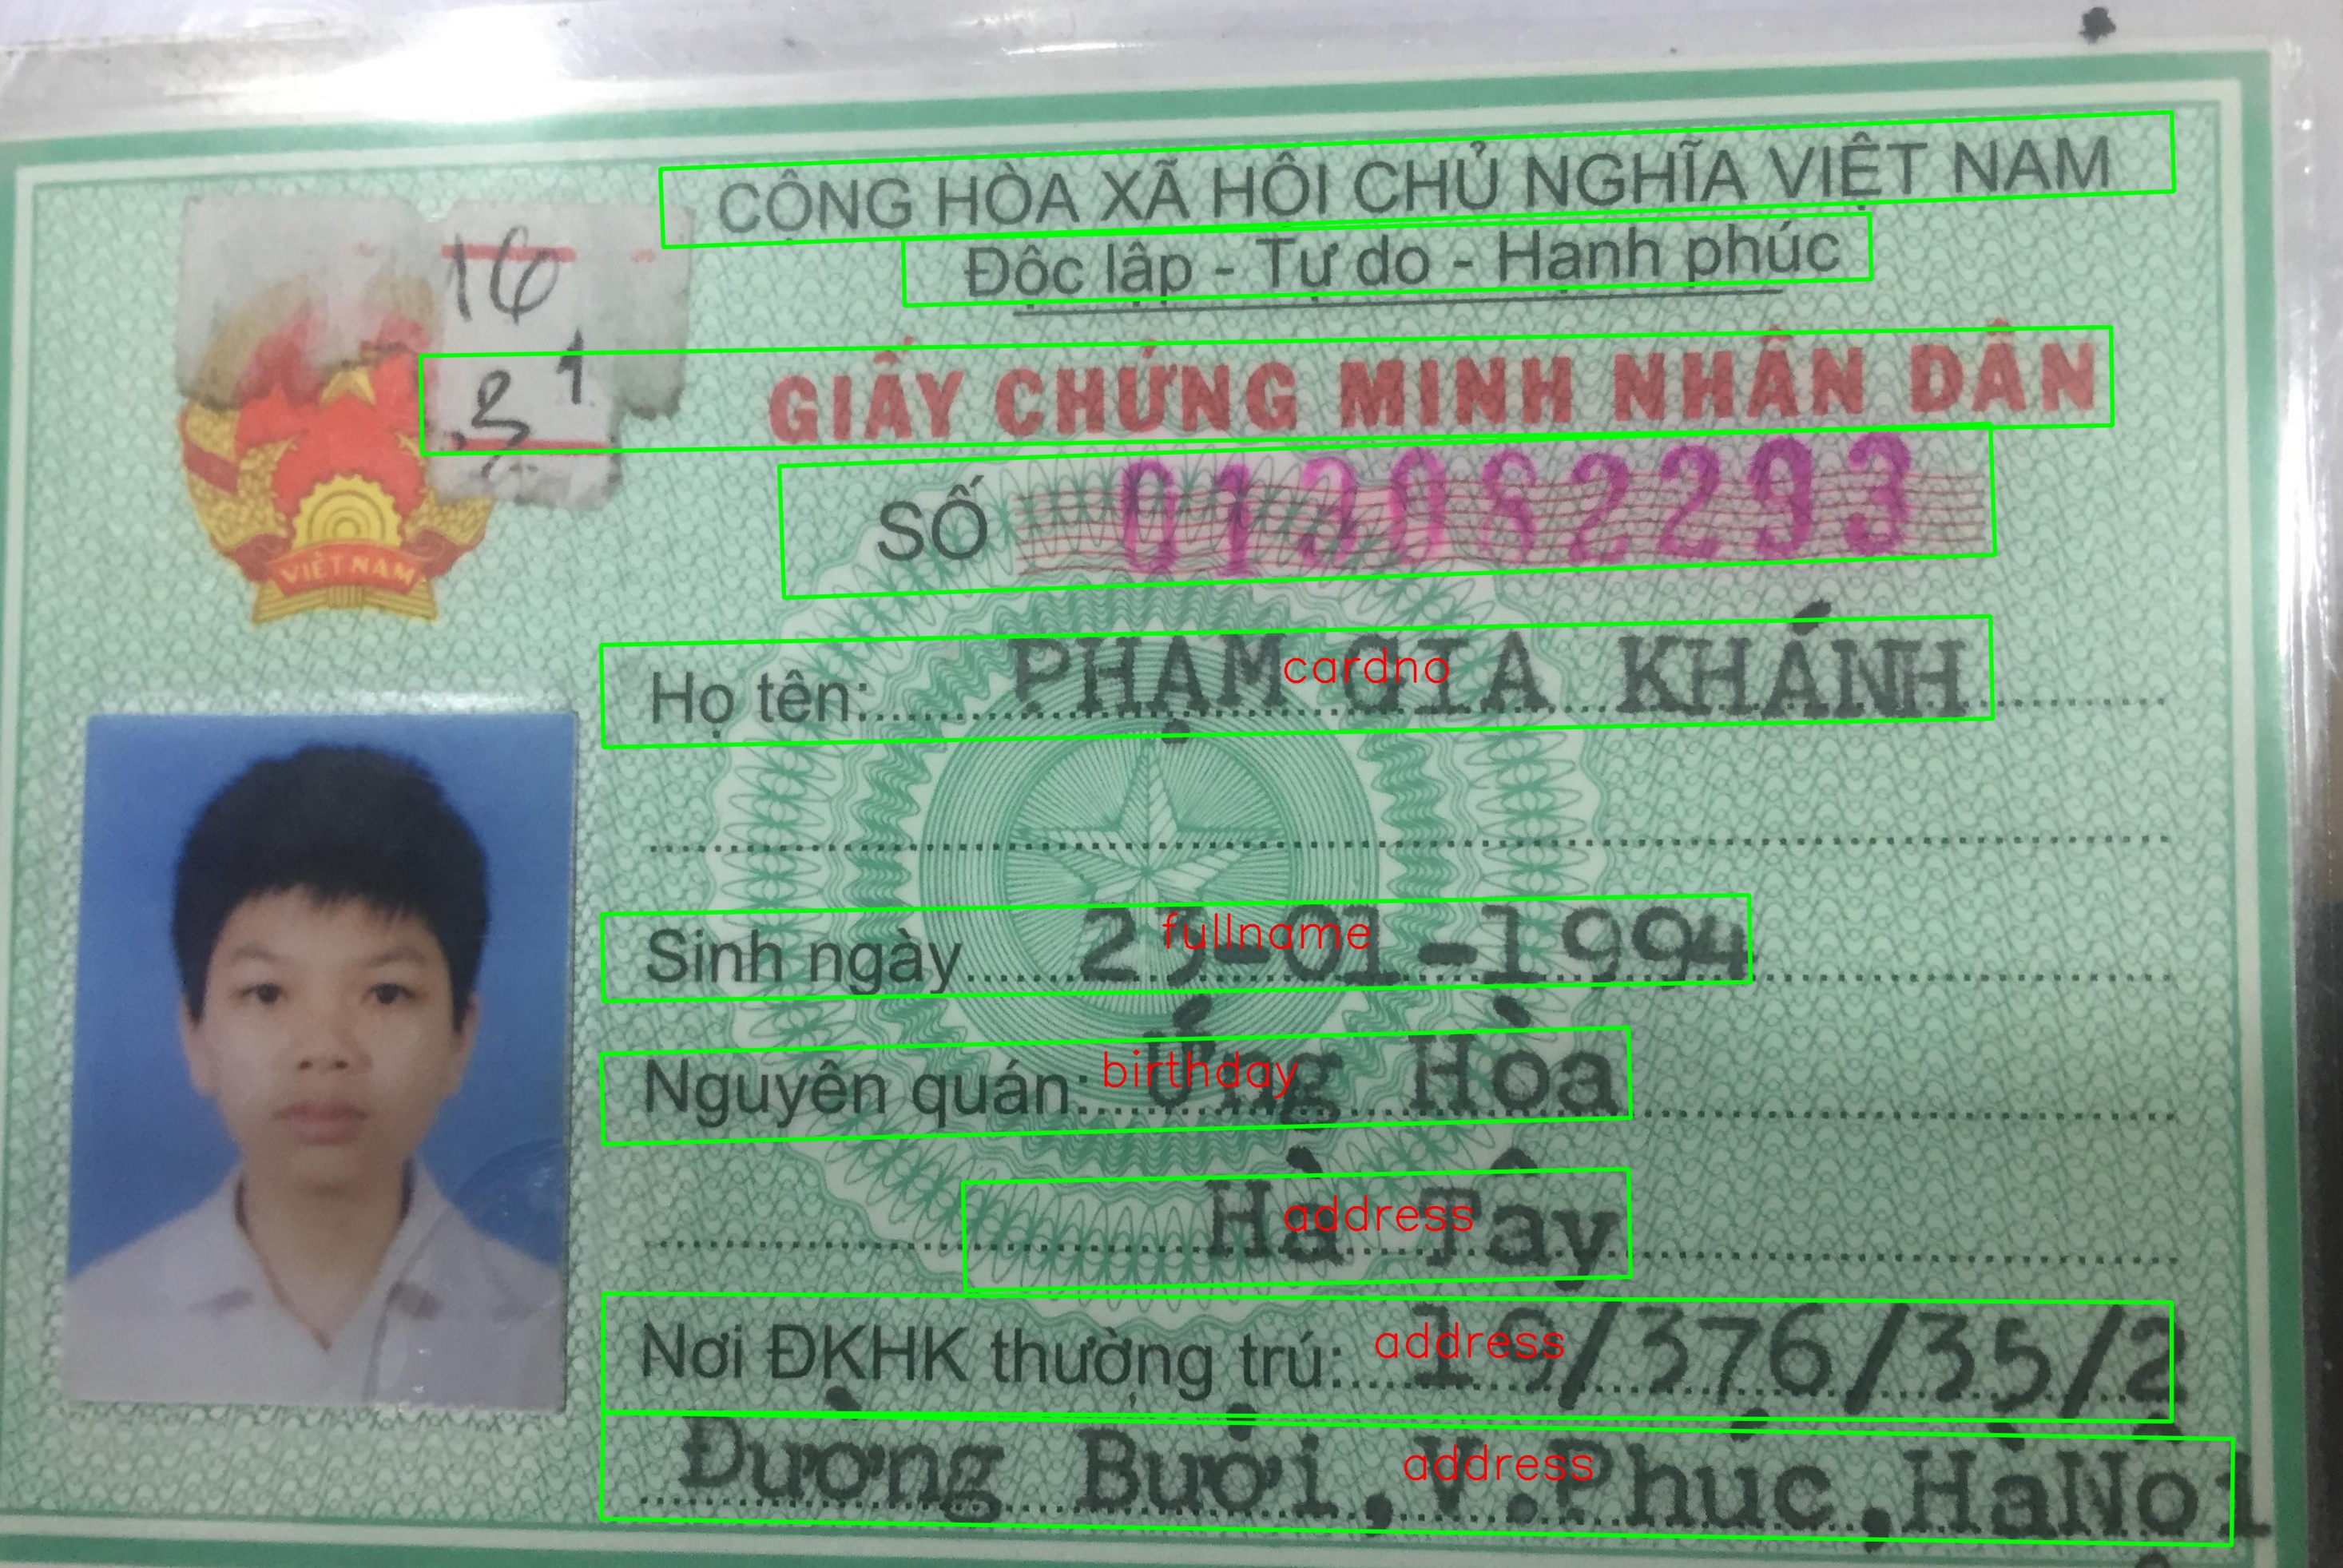 CỘNG HÒA XÃ HỘI CHỦ NGHĨA VIỆT NAM
Độc lập - Tự do - Hạnh phúc
16
1
3
GIẤY CHỨNG MINH NHÂN DÂN
SỐ
VIỆT NAM
Họ tên: PHẠM GIA KHÁNH
cardno
Sinh ngày 23-01-1994
fullname
Nguyên quán: Ứng Hòa
birthday
Hà Tây
address
Nơi ĐKHK thường trú: 19/376/35/2
address
Đường Bưởi,V.Phúc,HàNội
address